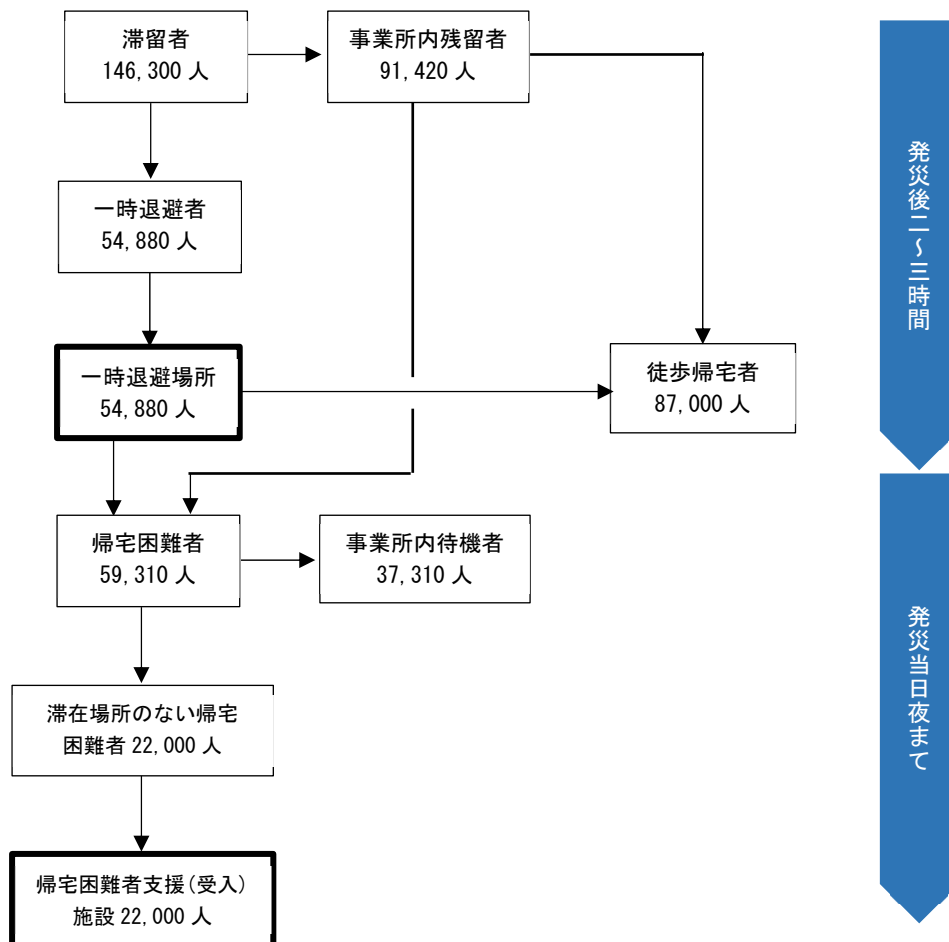 滞留者
146,300 人
事業所内残留者
91,420 人
一時退避者
54,880 人
一時退避場所
54,880 人
徒歩帰宅者
87,000 人
帰宅困難者
59,310 人
事業所内待機者
37,310 人
滞在場所のない帰宅
困難者 22,000 人
帰宅困難者支援(受入)
施設 22,000 人
発災後二～三時間
発災当日夜まて